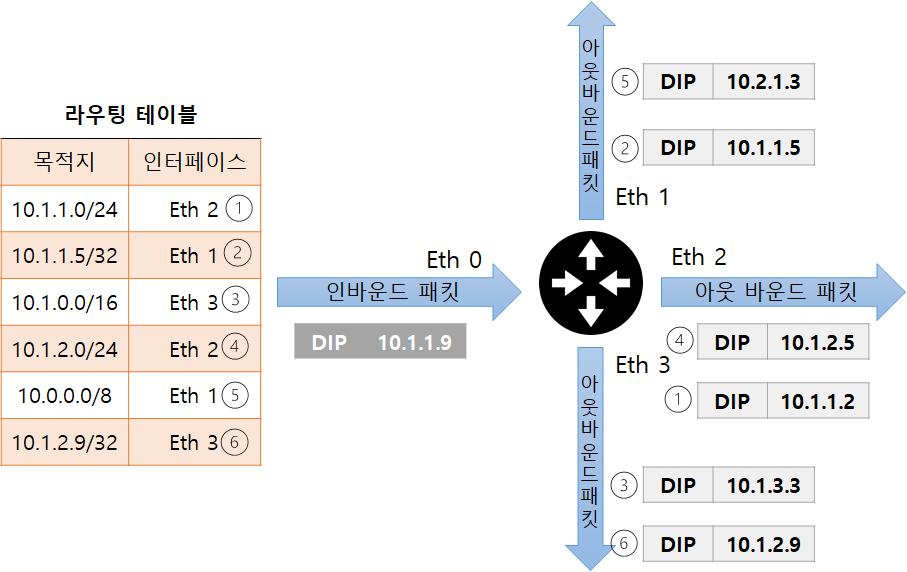 라우팅 테이블
목적지 인터페이스
10.1.1.0/24 Eth 2 ①
10.1.1.5/32 Eth 1 ②
10.1.0.0/16 Eth 3 ③
10.1.2.0/24 Eth 2 ④
10.0.0.0/8 Eth 1 ⑤
10.1.2.9/32 Eth 3 ⑥
Eth 0
인바운드 패킷
DIP 10.1.1.9
아웃바운드패킷
⑤ DIP 10.2.1.3
② DIP 10.1.1.5
Eth 1
Eth 2
아웃 바운드 패킷
④ DIP 10.1.2.5
① DIP 10.1.1.2
Eth 3
아웃바운드패킷
③ DIP 10.1.3.3
⑥ DIP 10.1.2.9